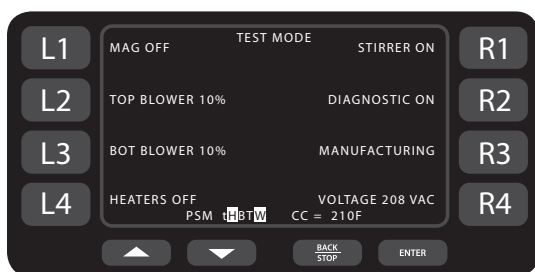 TEST MODE
L1 MAG OFF STIRRER ON R1
L2 TOP BLOWER 10% DIAGNOSTIC ON R2
L3 BOT BLOWER 10% MANUFACTURING R3
L4 HEATERS OFF VOLTAGE 208 VAC R4
PSM tHBTW CC = 210F
BACK
STOP
ENTER